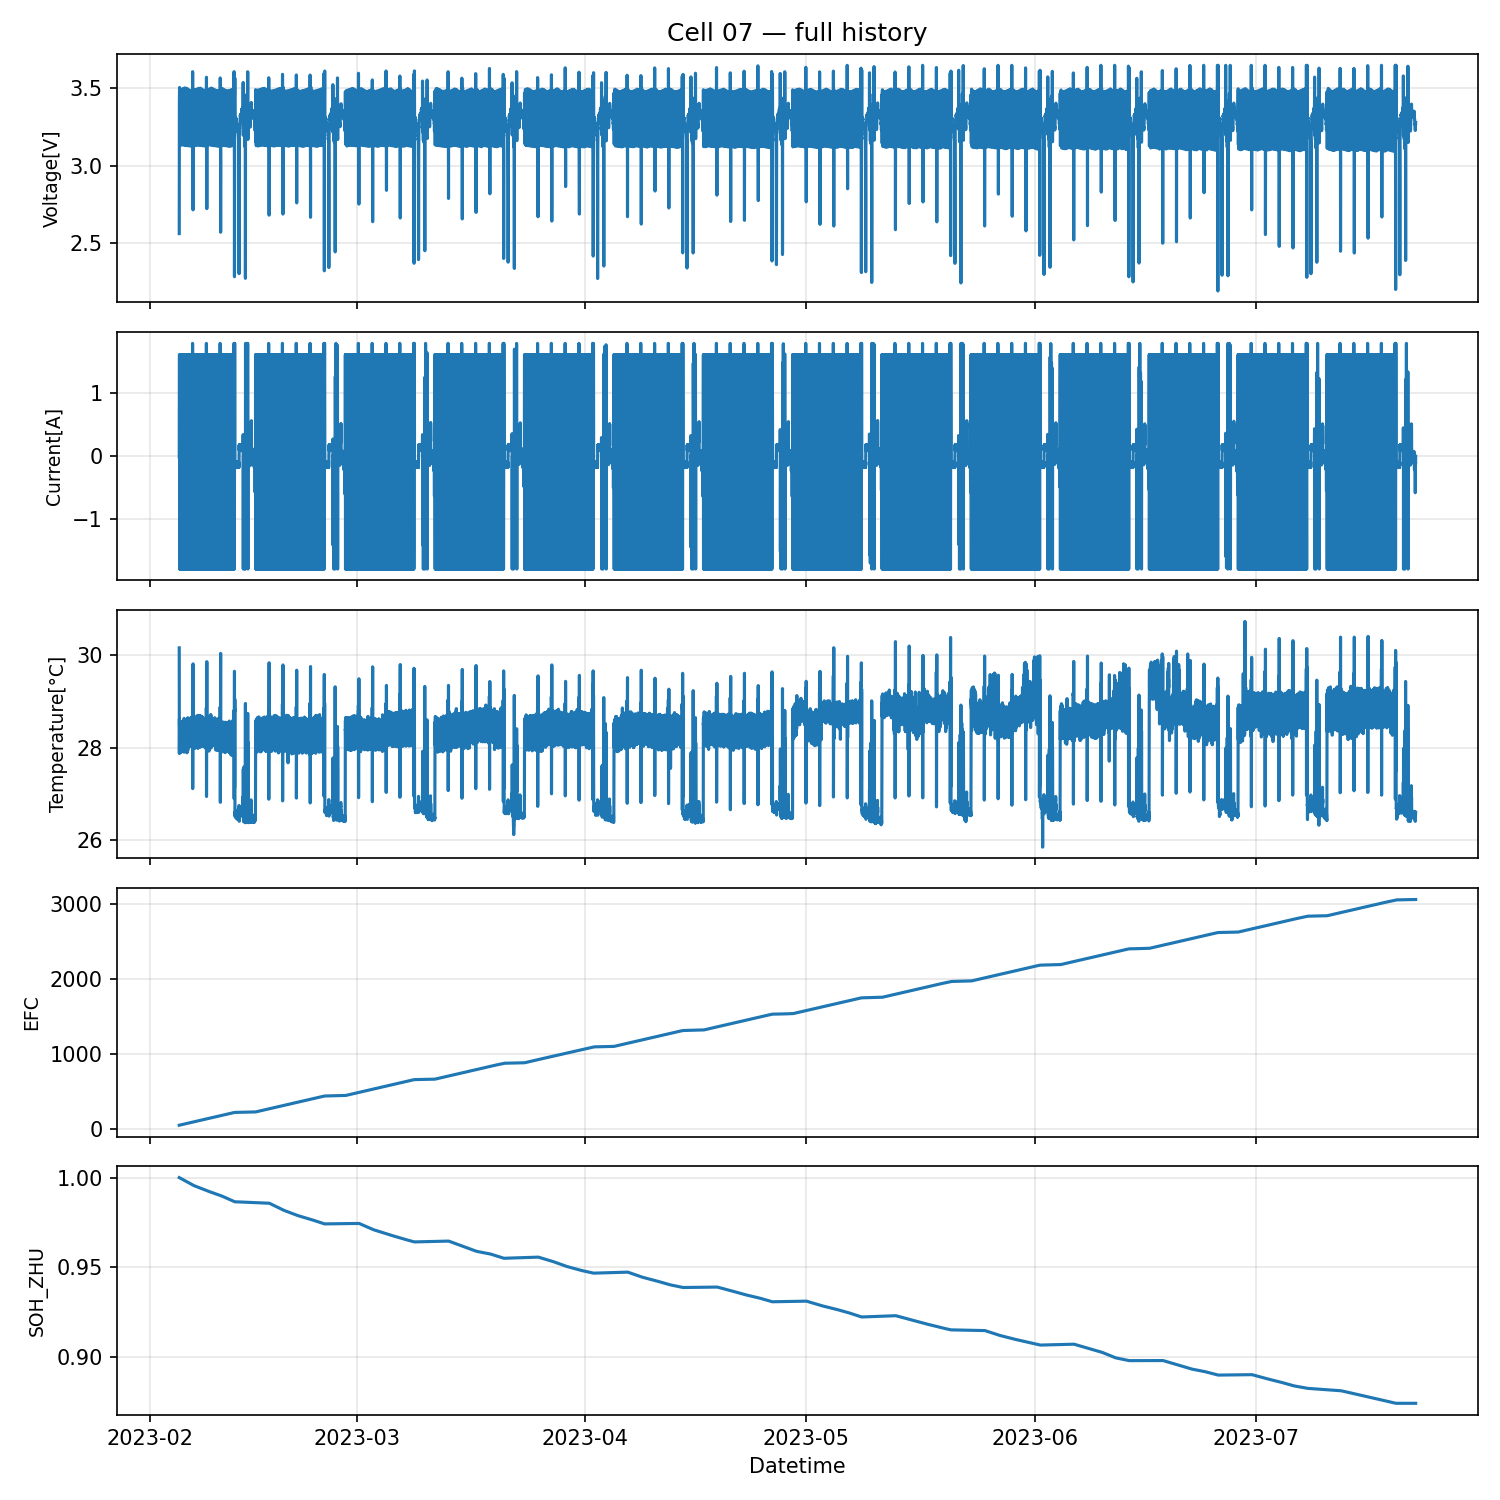 Cell 07 — full history
Voltage[V]
3.5
3.0
2.5
Current[A]
1
0
−1
Temperature[°C]
30
28
26
EFC
3000
2000
1000
0
SOH_ZHU
1.00
0.95
0.90
2023-02 2023-03 2023-04 2023-05 2023-06 2023-07
Datetime